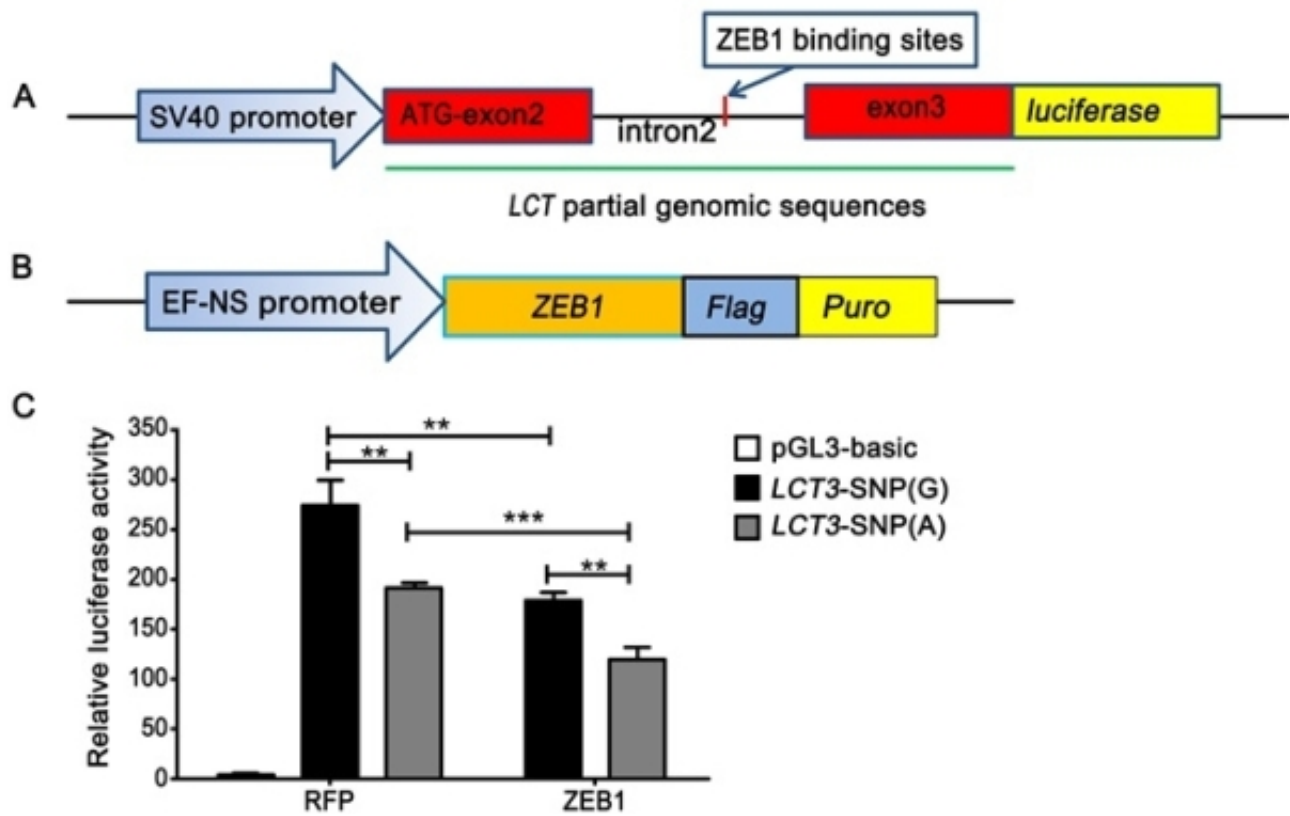 A
ZEB1 binding sites
SV40 promoter
ATG-exon2
intron2
exon3
luciferase
LCT partial genomic sequences
B
EF-NS promoter
ZEB1
Flag
Puro
C
Relative luciferase activity
350
300
250
200
150
100
50
0
**
**
***
**
RFP
ZEB1
pGL3-basic
LCT3-SNP(G)
LCT3-SNP(A)